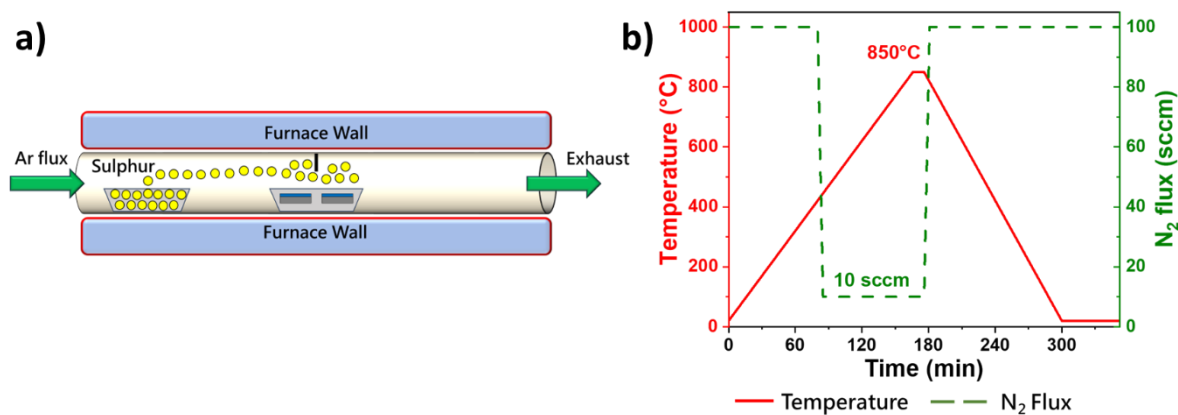 a)
Furnace Wall
Ar flux
Sulphur
Exhaust
Furnace Wall
b)
Temperature (°C)
1000
800
600
400
200
0
850°C
10 sccm
100
80
60
40
20
0
N₂ flux (sccm)
0 60 120 180 240 300
Time (min)
Temperature N₂ Flux